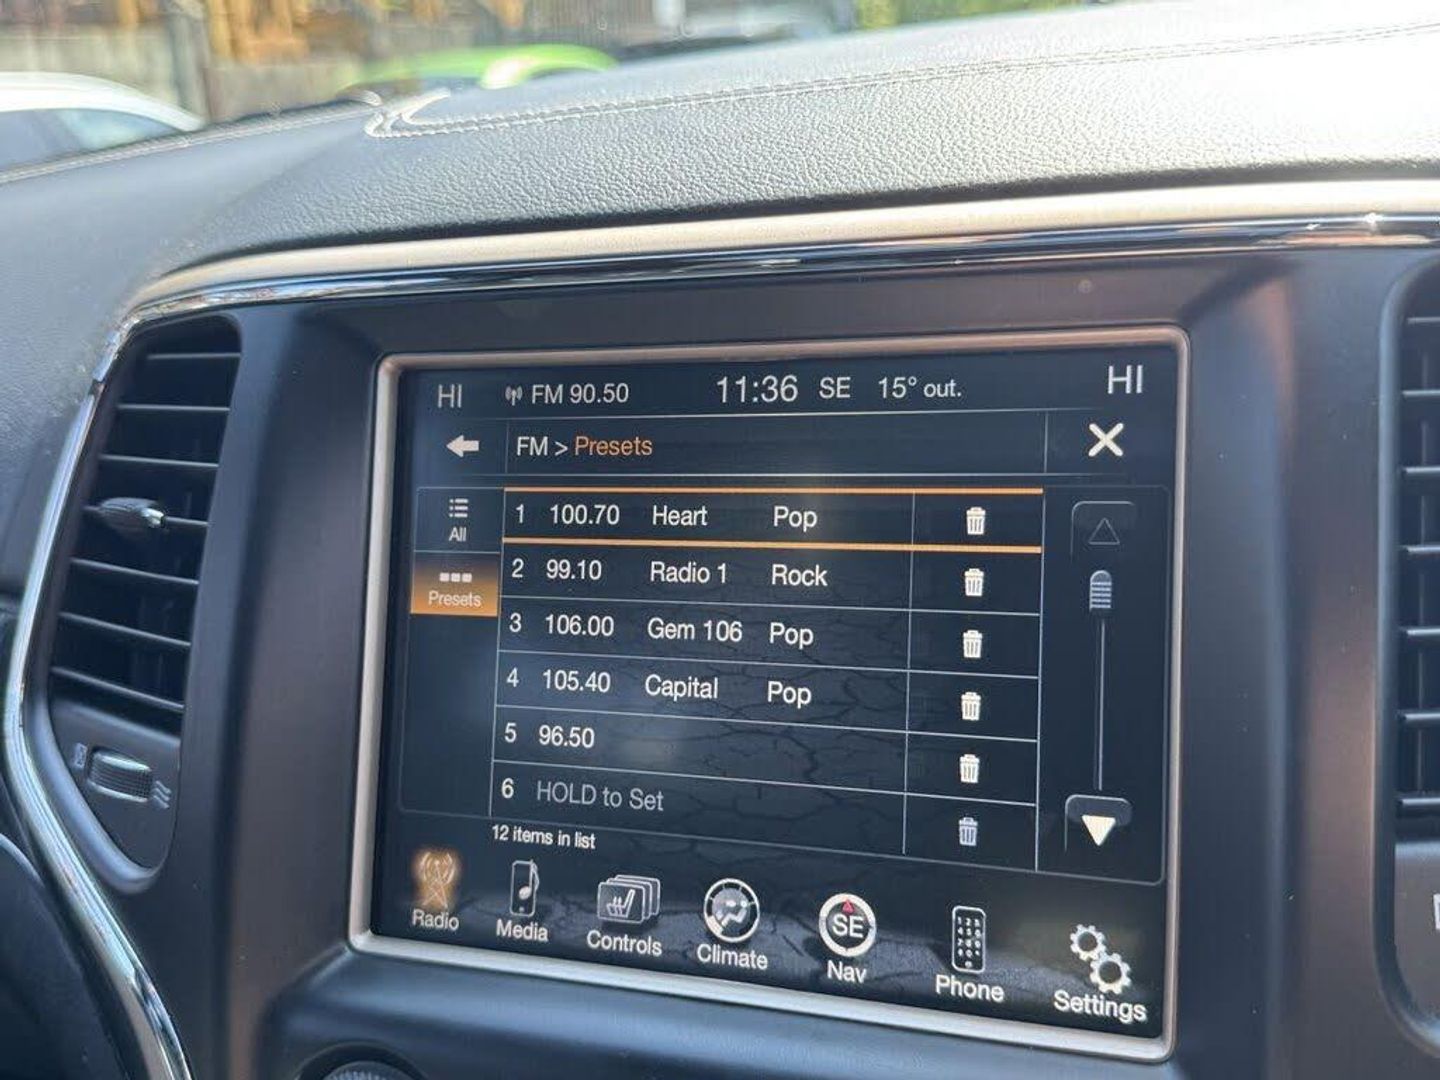 HI FM 90.50 11:36 SE 15° out. HI
FM > Presets
All
Presets
1 100.70 Heart Pop
2 99.10 Radio 1 Rock
3 106.00 Gem 106 Pop
4 105.40 Capital Pop
5 96.50
6 HOLD to Set
12 items in list
SE
Radio Media Controls Climate Nav Phone Settings